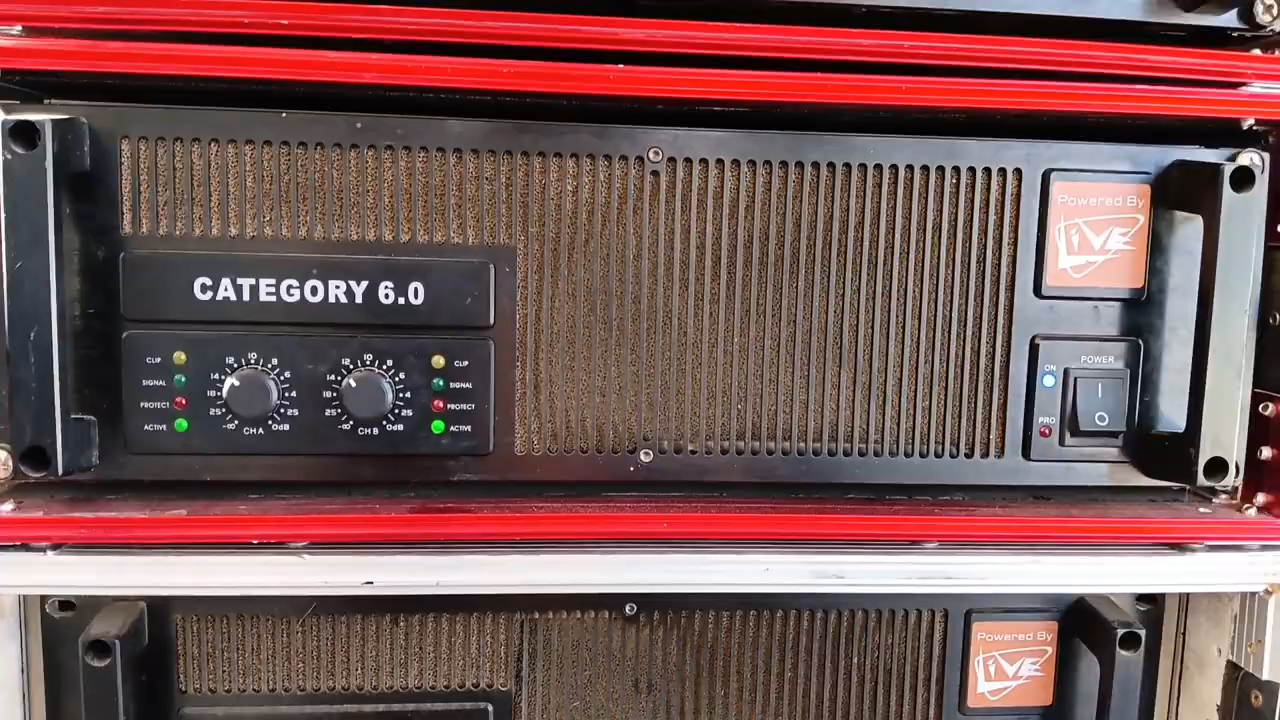 Powered By
LIVE
CATEGORY 6.0
CLIP
SIGNAL
PROTECT
ACTIVE
-∞ 25 18 14 12 10 8 6 4 25 0dB
CH A
-∞ 25 18 14 12 10 8 6 4 25 0dB
CH B
CLIP
SIGNAL
PROTECT
ACTIVE
POWER
ON
PRO
I
O
Powered By
LIVE